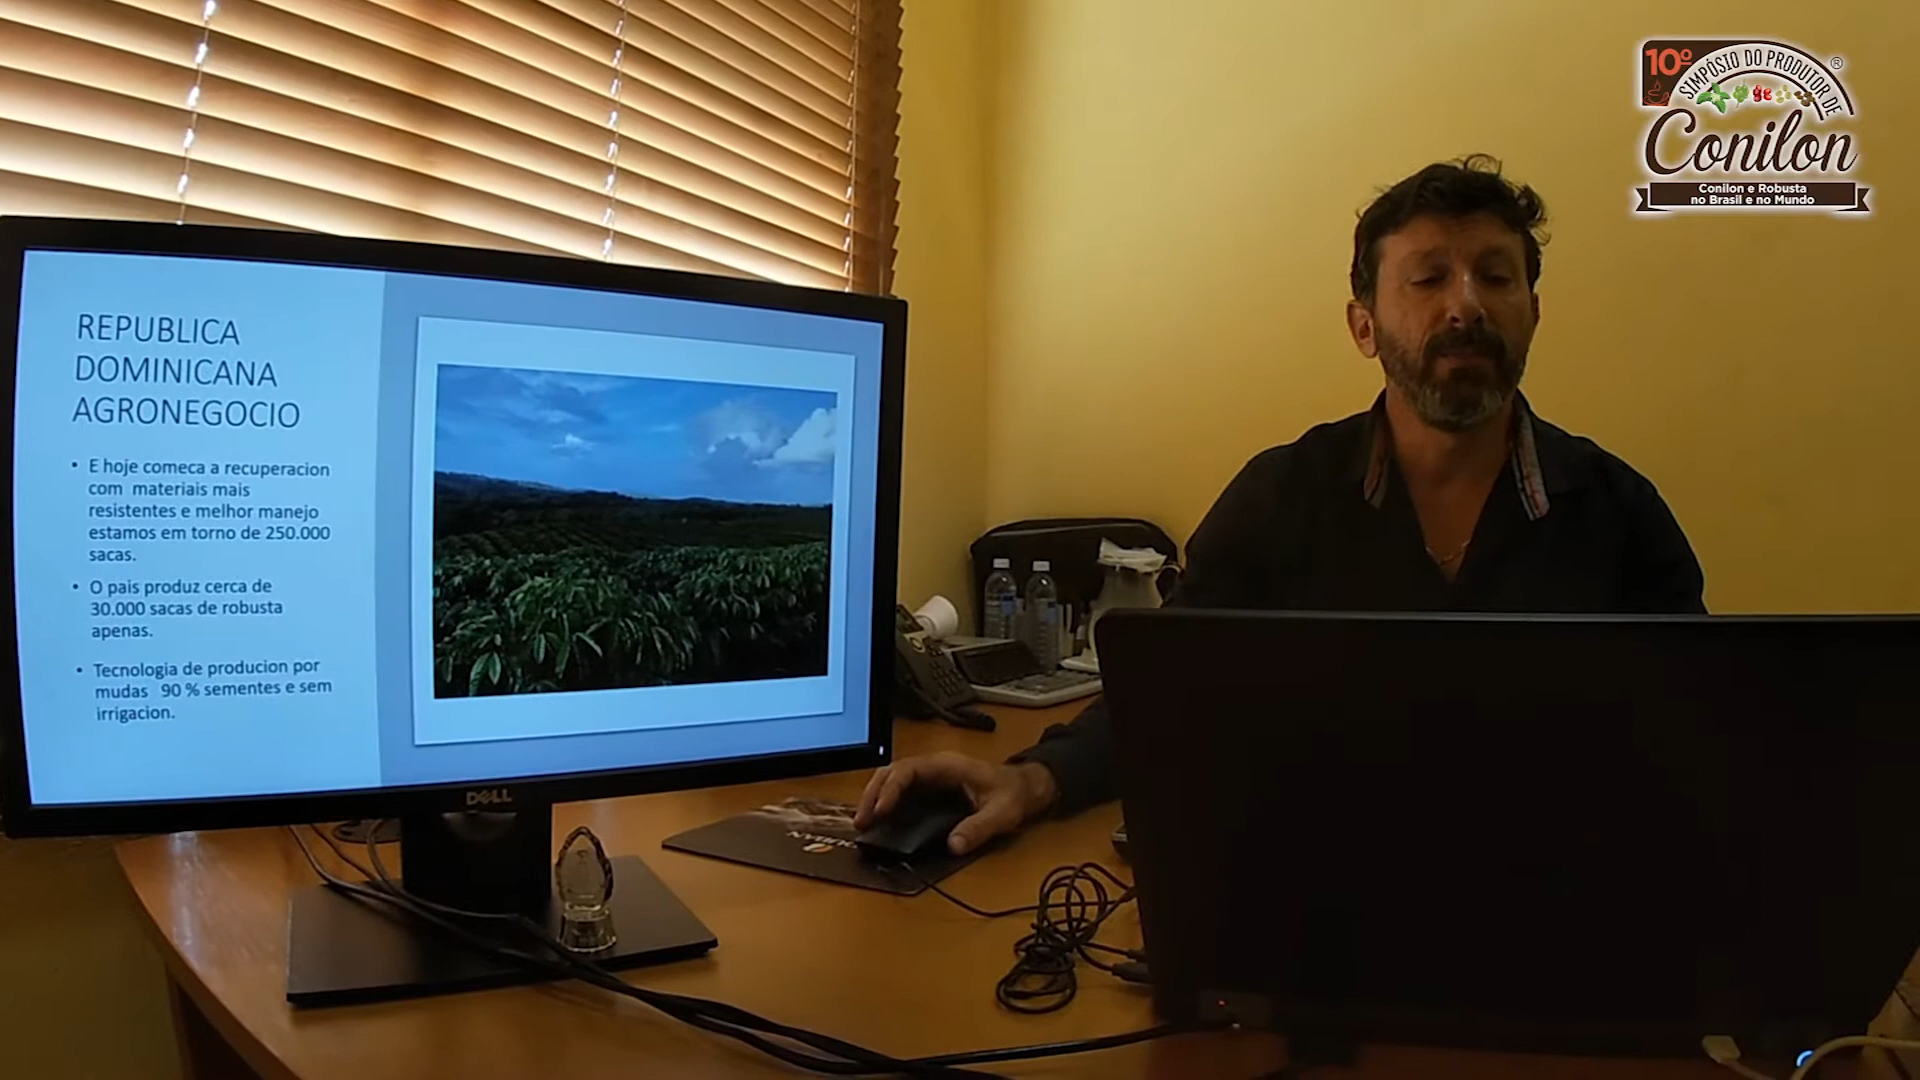 REPUBLICA
DOMINICANA
AGRONEGOCIO
• E hoje comeca a recuperacion
com materiais mais
resistentes e melhor manejo
estamos em torno de 250.000
sacas.
• O pais produz cerca de
30.000 sacas de robusta
apenas.
• Tecnologia de producion por
mudas 90 % sementes e sem
irrigacion.
DELL
10º
SIMPÓSIO DO PRODUTOR DE
®
Conilon
Conilon e Robusta
no Brasil e no Mundo